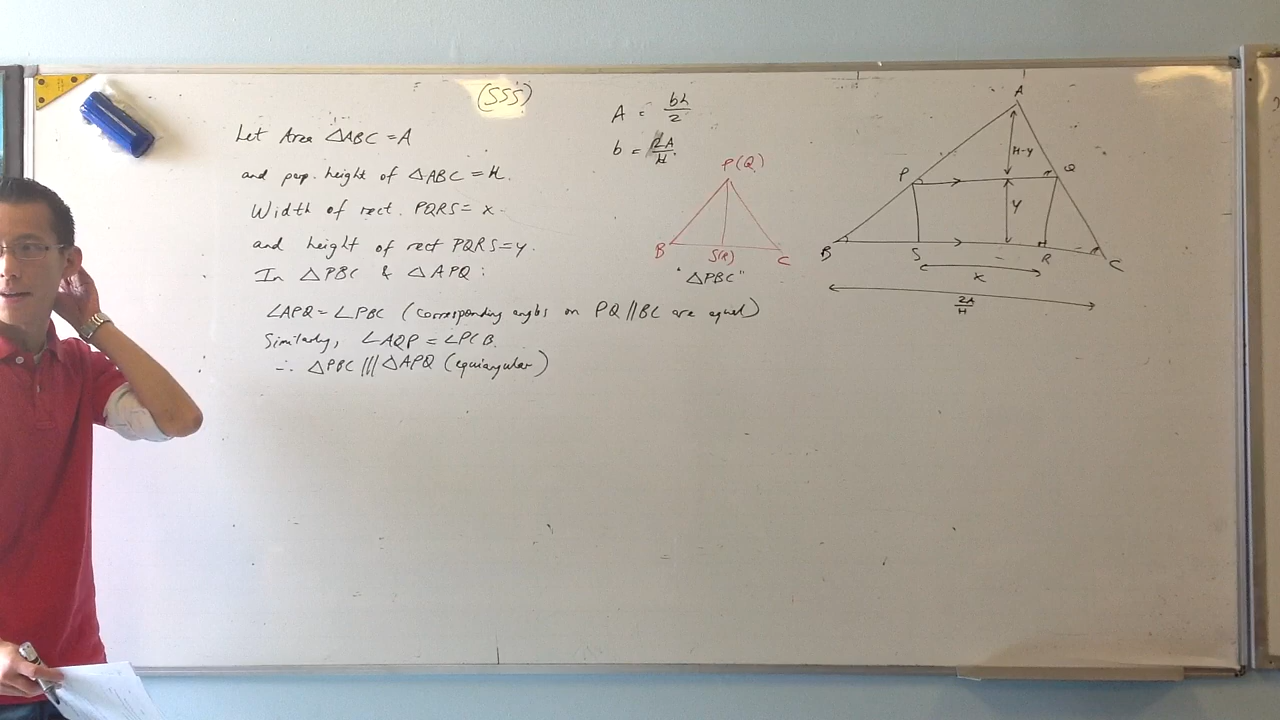 (SSS)
Let Area △ABC = A
and perp. height of △ABC = H.
Width of rect. PQRS = x.
and height of rect PQRS = y.
In △PBC & △APQ :
∠APQ = ∠PBC (corresponding angles on PQ//BC are equal)
Similarly, ∠AQP = ∠PCB.
∴ △PBC /// △APQ (equiangular)
A = bh/2
b = 2A/H.
P(Q)
B
S(R)
C
"△PBC"
A
H-y
P
Q
y
B
S
R
C
x
2A/H